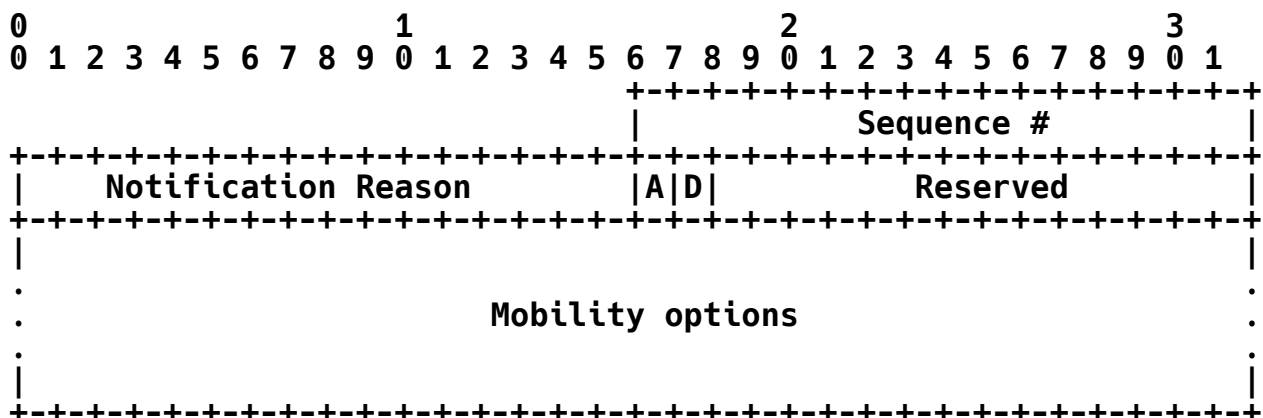 0                   1                   2                   3
0 1 2 3 4 5 6 7 8 9 0 1 2 3 4 5 6 7 8 9 0 1 2 3 4 5 6 7 8 9 0 1
                                +-+-+-+-+-+-+-+-+-+-+-+-+-+-+-+-+
                                |           Sequence #          |
+-+-+-+-+-+-+-+-+-+-+-+-+-+-+-+-+-+-+-+-+-+-+-+-+-+-+-+-+-+-+-+-+
|    Notification Reason        |A|D|          Reserved         |
+-+-+-+-+-+-+-+-+-+-+-+-+-+-+-+-+-+-+-+-+-+-+-+-+-+-+-+-+-+-+-+-+
|                                                               |
.                                                               .
.                        Mobility options                       .
.                                                               .
|                                                               |
+-+-+-+-+-+-+-+-+-+-+-+-+-+-+-+-+-+-+-+-+-+-+-+-+-+-+-+-+-+-+-+-+